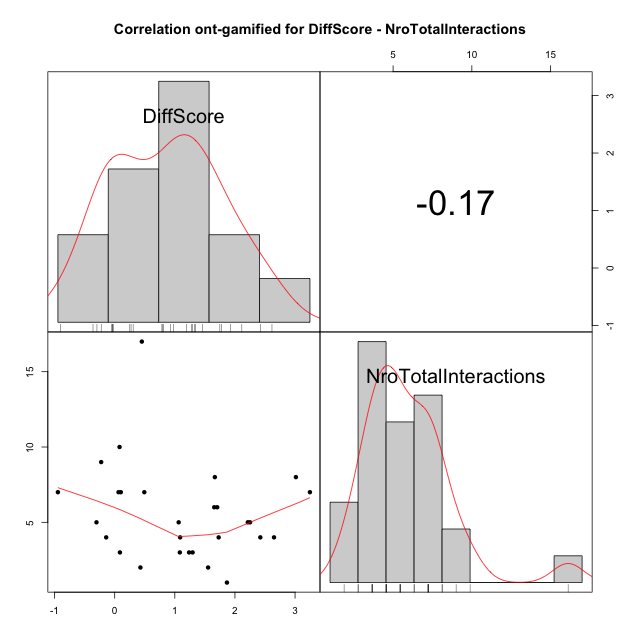 Correlation ont-gamified for DiffScore - NroTotalInteractions
5 10 15
DiffScore
3
2
-0.17
1
0
-1
NroTotalInteractions
15
10
5
-1 0 1 2 3